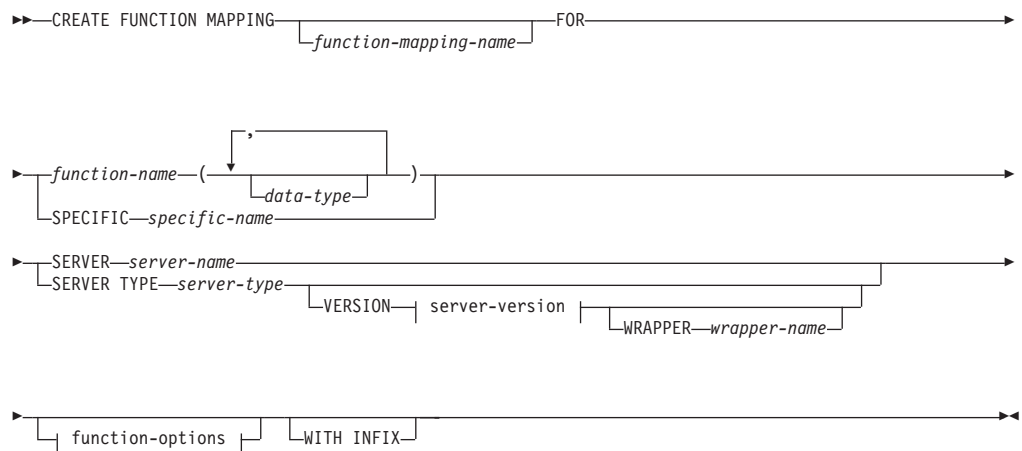 CREATE FUNCTION MAPPING FOR
function-mapping-name
,
function-name ( )
data-type
SPECIFIC specific-name
SERVER server-name
SERVER TYPE server-type
VERSION server-version
WRAPPER wrapper-name
function-options WITH INFIX